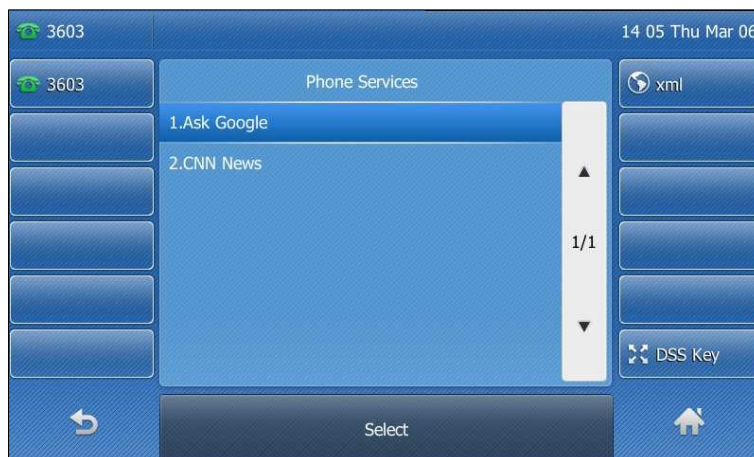 3603
14 05 Thu Mar 06
3603
Phone Services
xml
1.Ask Google
2.CNN News
1/1
DSS Key
Select